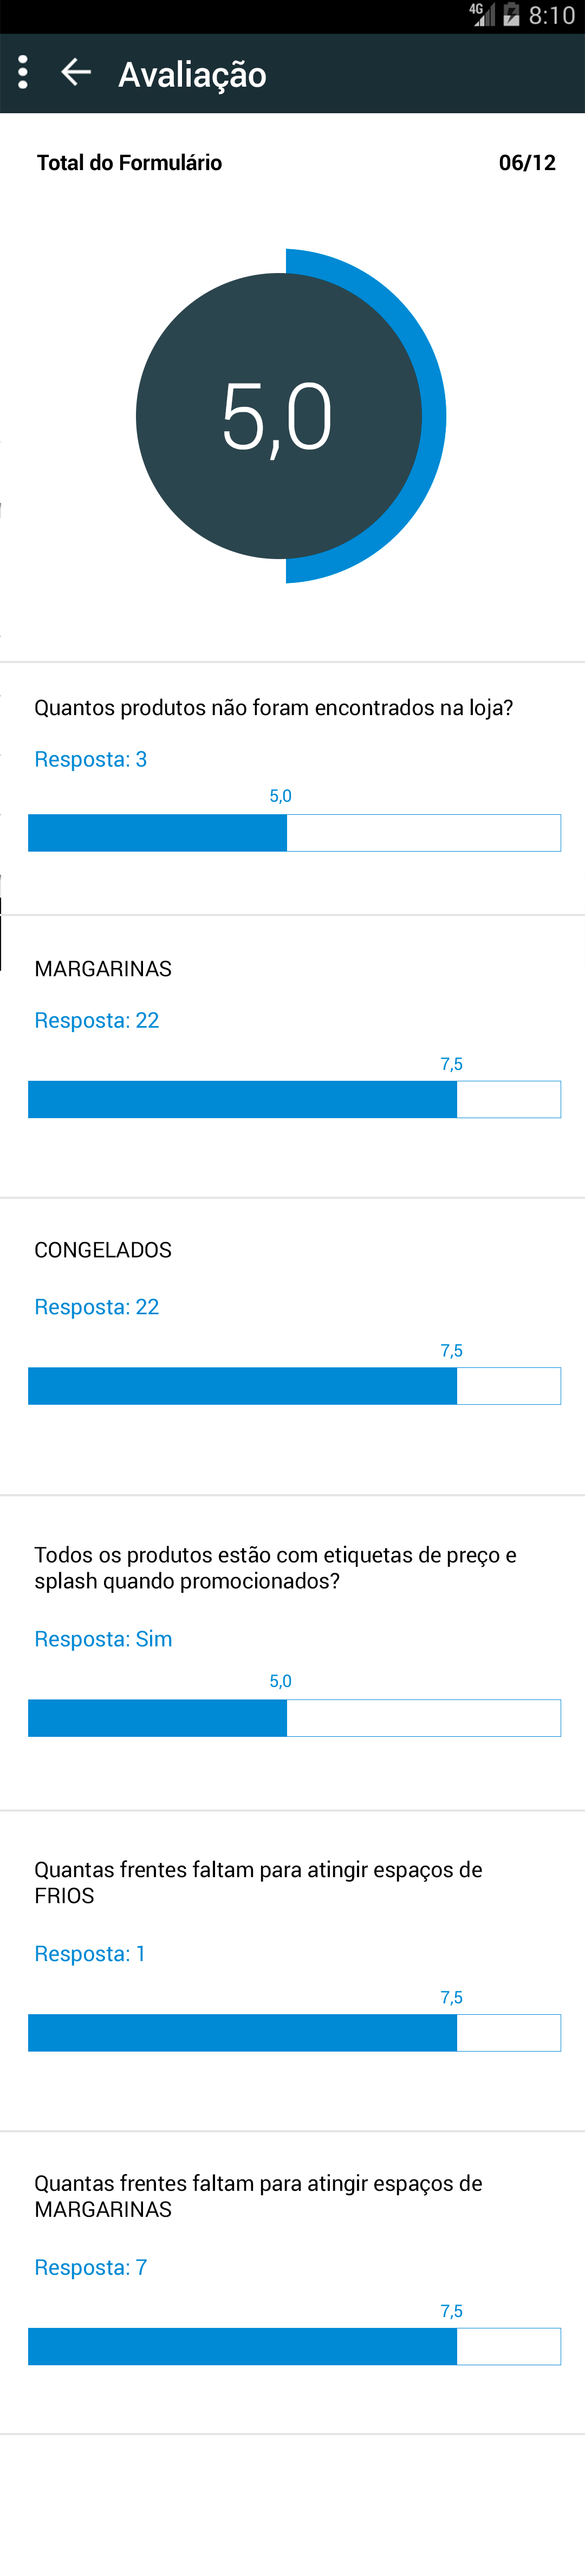 4G 8:10
Avaliação
Total do Formulário 06/12
5,0
Quantos produtos não foram encontrados na loja?
Resposta: 3
5,0
MARGARINAS
Resposta: 22
7,5
CONGELADOS
Resposta: 22
7,5
Todos os produtos estão com etiquetas de preço e
splash quando promocionados?
Resposta: Sim
5,0
Quantas frentes faltam para atingir espaços de
FRIOS
Resposta: 1
7,5
Quantas frentes faltam para atingir espaços de
MARGARINAS
Resposta: 7
7,5